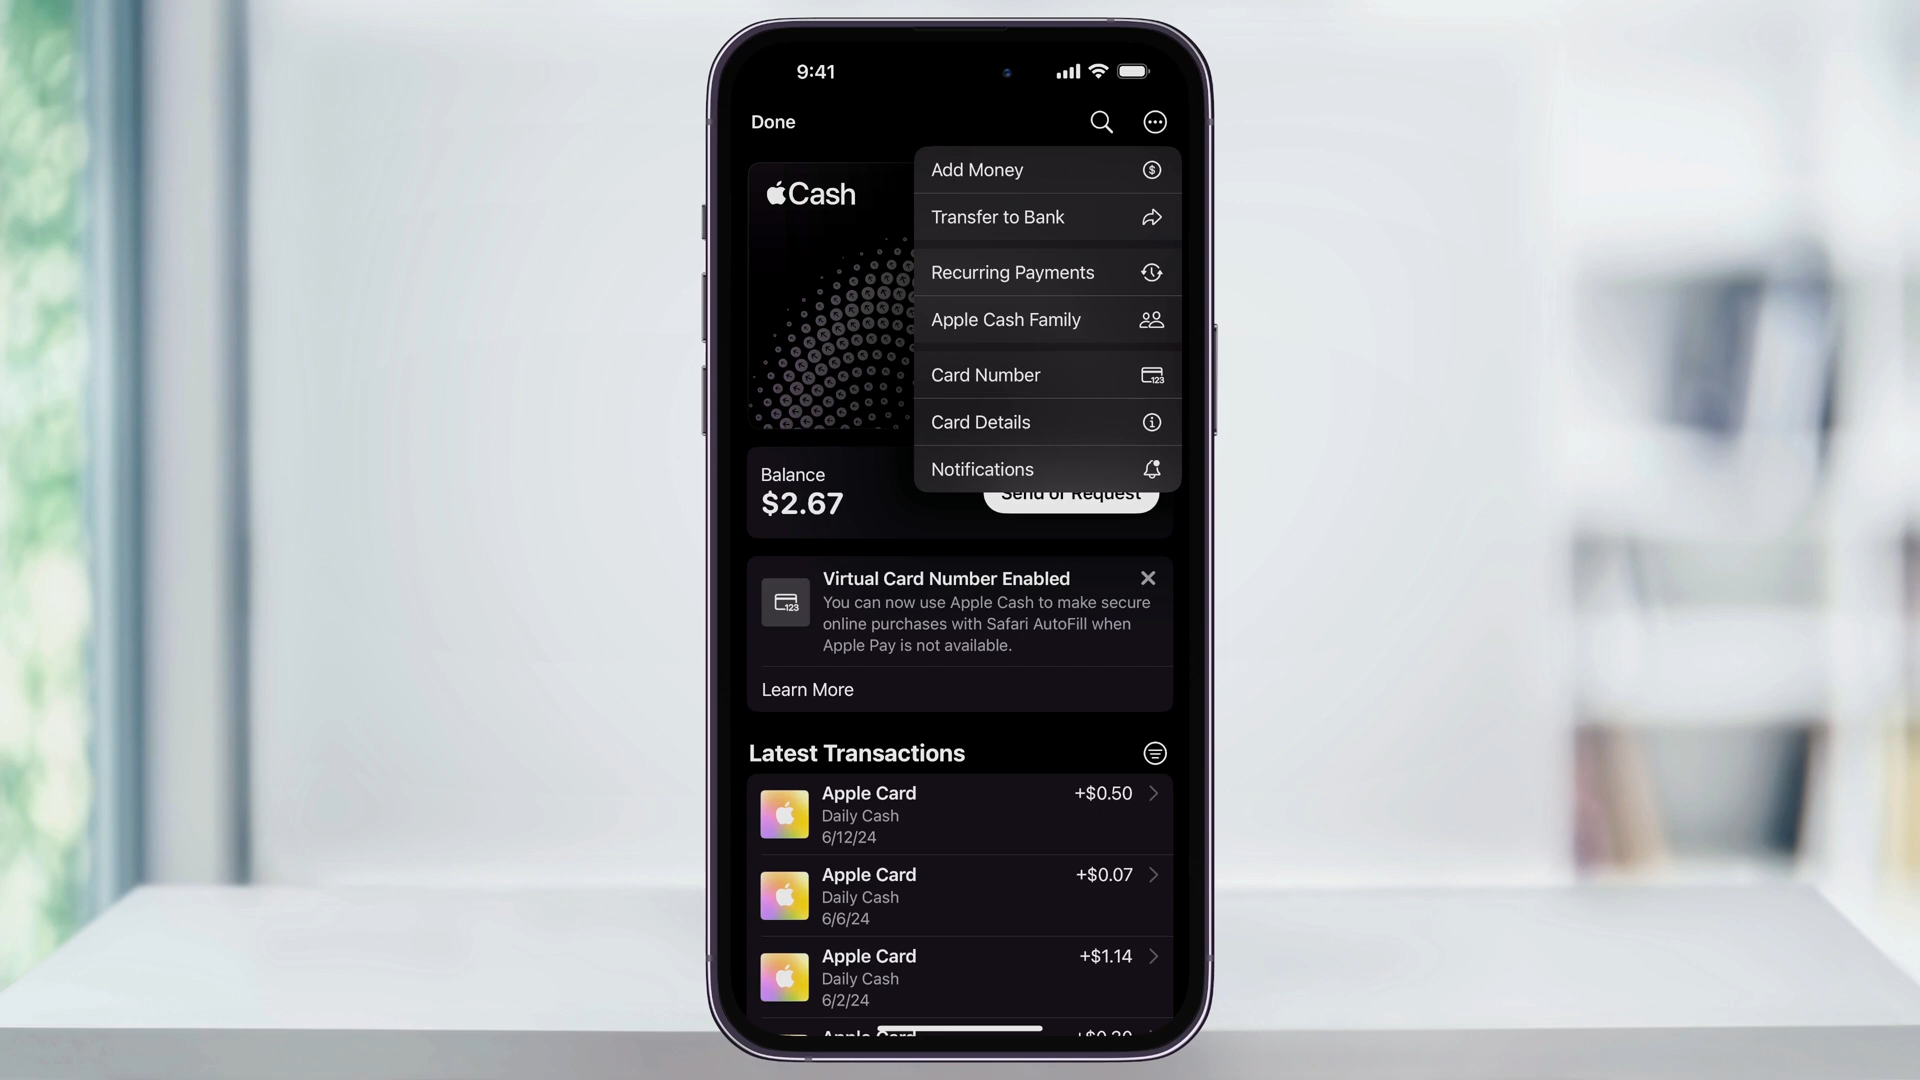 9:41
Done
Add Money
Cash
Transfer to Bank
Recurring Payments
Apple Cash Family
Card Number
Card Details
Notifications
Balance
$2.67
Send or Request
Virtual Card Number Enabled
You can now use Apple Cash to make secure
online purchases with Safari AutoFill when
Apple Pay is not available.
Learn More
Latest Transactions
Apple Card +$0.50
Daily Cash
6/12/24
Apple Card +$0.07
Daily Cash
6/6/24
Apple Card +$1.14
Daily Cash
6/2/24
Apple Card